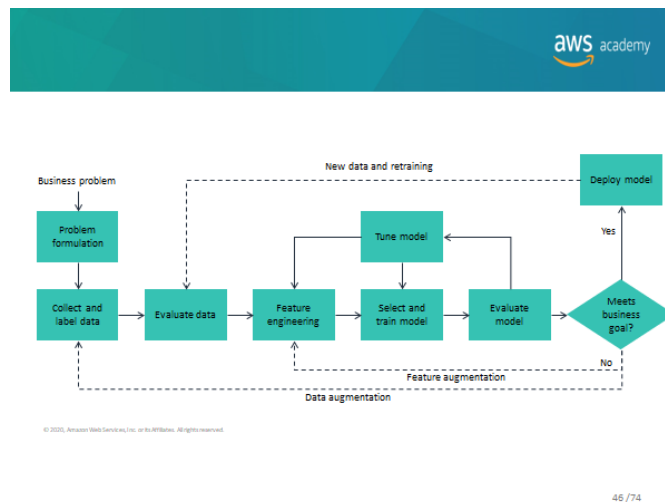 aws academy
New data and retraining
Deploy model
Business problem
Yes
Problem
formulation
Tune model
Collect and
label data
Evaluate data
Feature
engineering
Select and
train model
Evaluate
model
Meets
business
goal?
No
Feature augmentation
Data augmentation
© 2020, Amazon Web Services, Inc. or its Affiliates. All rights reserved.
46/74